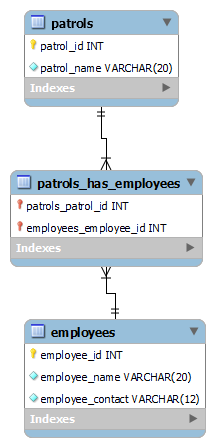 patrols
patrol_id INT
patrol_name VARCHAR(20)
Indexes
patrols_has_employees
patrols_patrol_id INT
employees_employee_id INT
Indexes
employees
employee_id INT
employee_name VARCHAR(20)
employee_contact VARCHAR(12)
Indexes